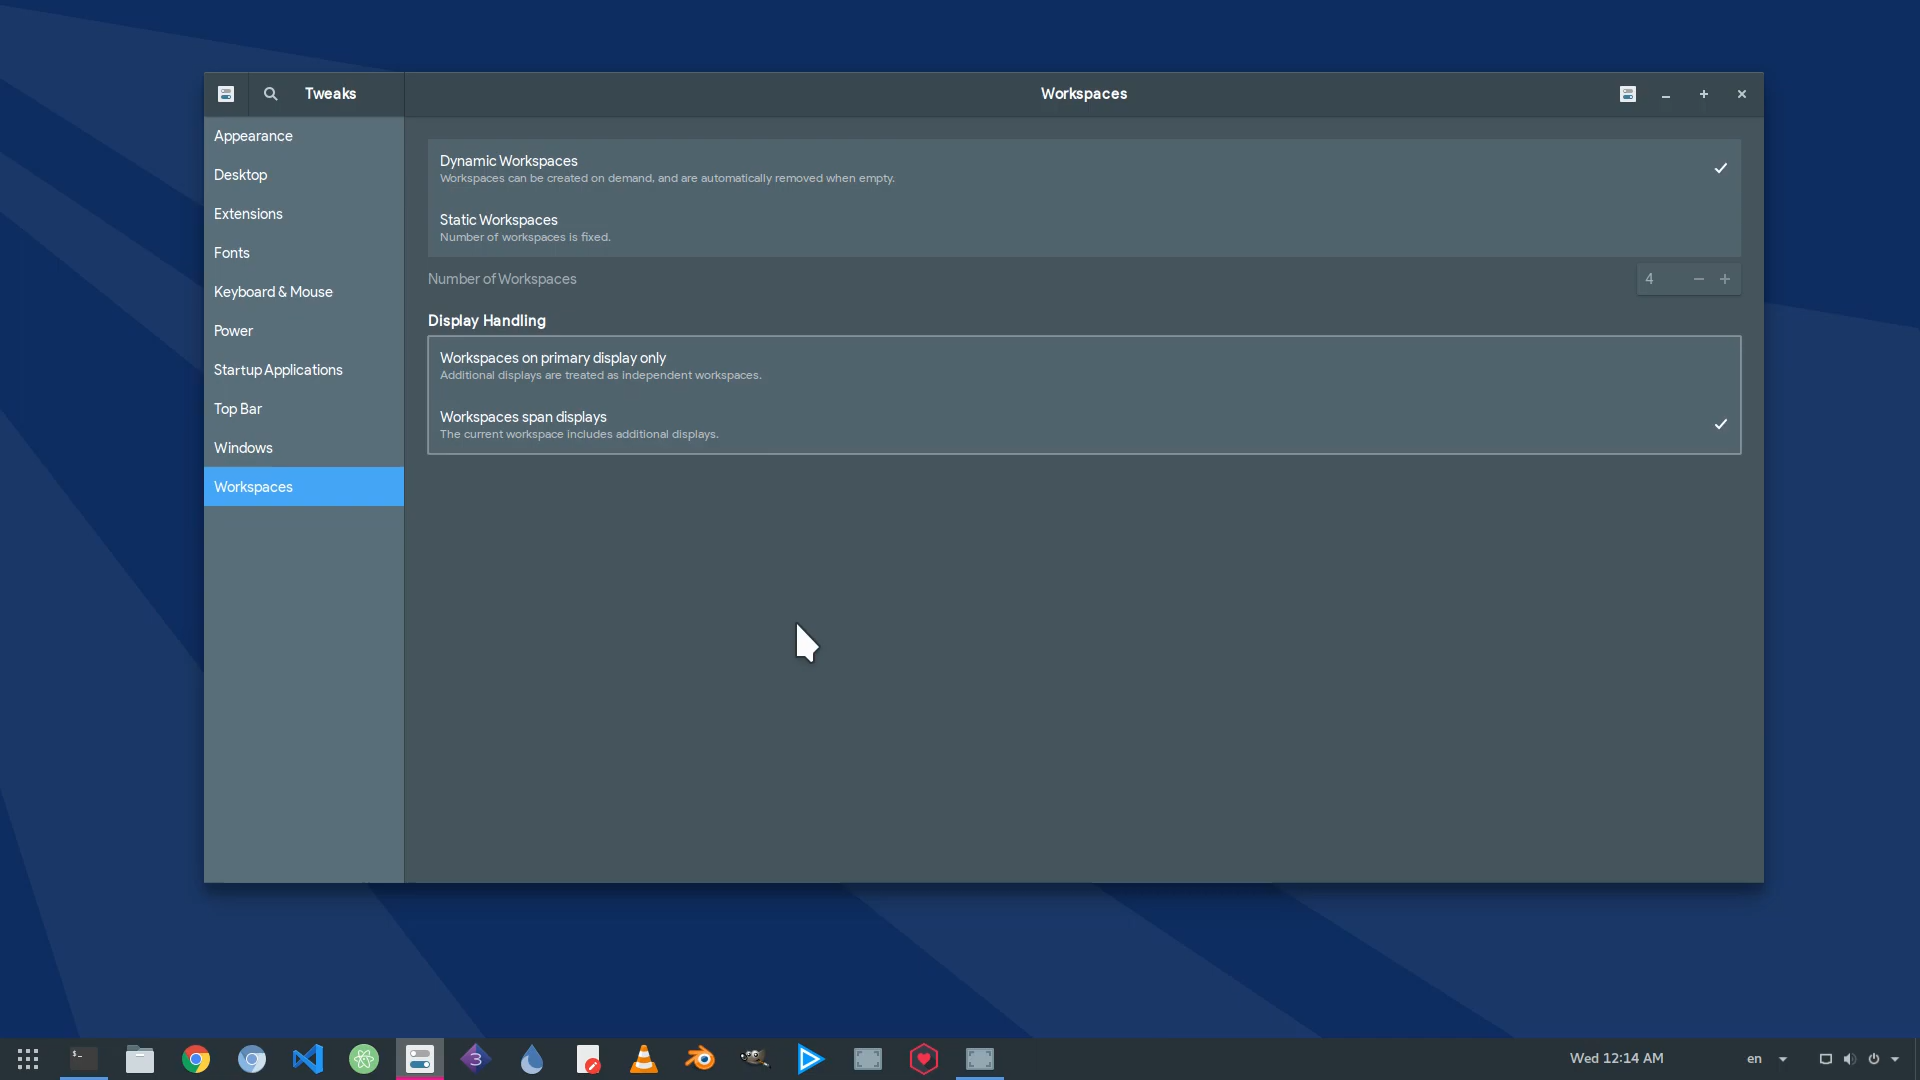 Tweaks
Workspaces
Appearance
Desktop
Extensions
Fonts
Keyboard & Mouse
Power
Startup Applications
Top Bar
Windows
Workspaces
Dynamic Workspaces
Workspaces can be created on demand, and are automatically removed when empty.
Static Workspaces
Number of workspaces is fixed.
Number of Workspaces
4
Display Handling
Workspaces on primary display only
Additional displays are treated as independent workspaces.
Workspaces span displays
The current workspace includes additional displays.
$_
3
Wed 12:14 AM
en